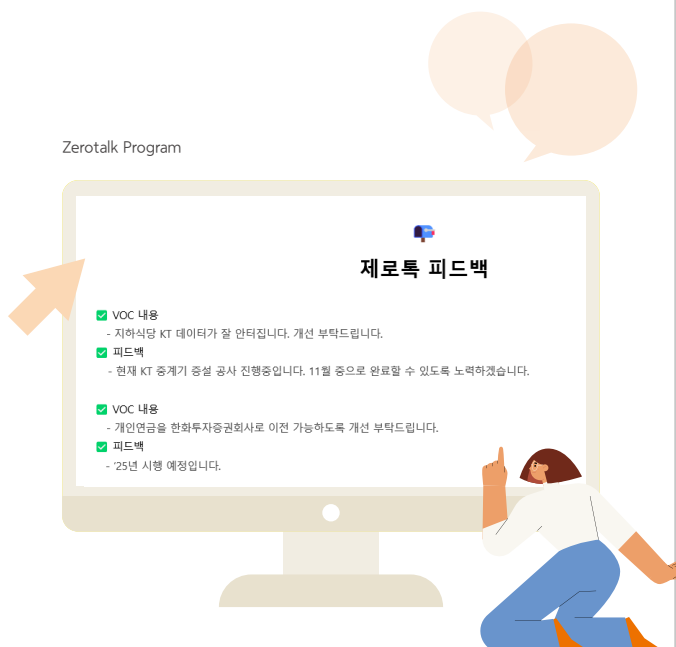 Zerotalk Program
제로톡 피드백
VOC 내용
- 지하식당 KT 데이터가 잘 안터집니다. 개선 부탁드립니다.
피드백
- 현재 KT 중계기 증설 공사 진행중입니다. 11월 중으로 완료할 수 있도록 노력하겠습니다.
VOC 내용
- 개인연금을 한화투자증권회사로 이전 가능하도록 개선 부탁드립니다.
피드백
- ‘25년 시행 예정입니다.